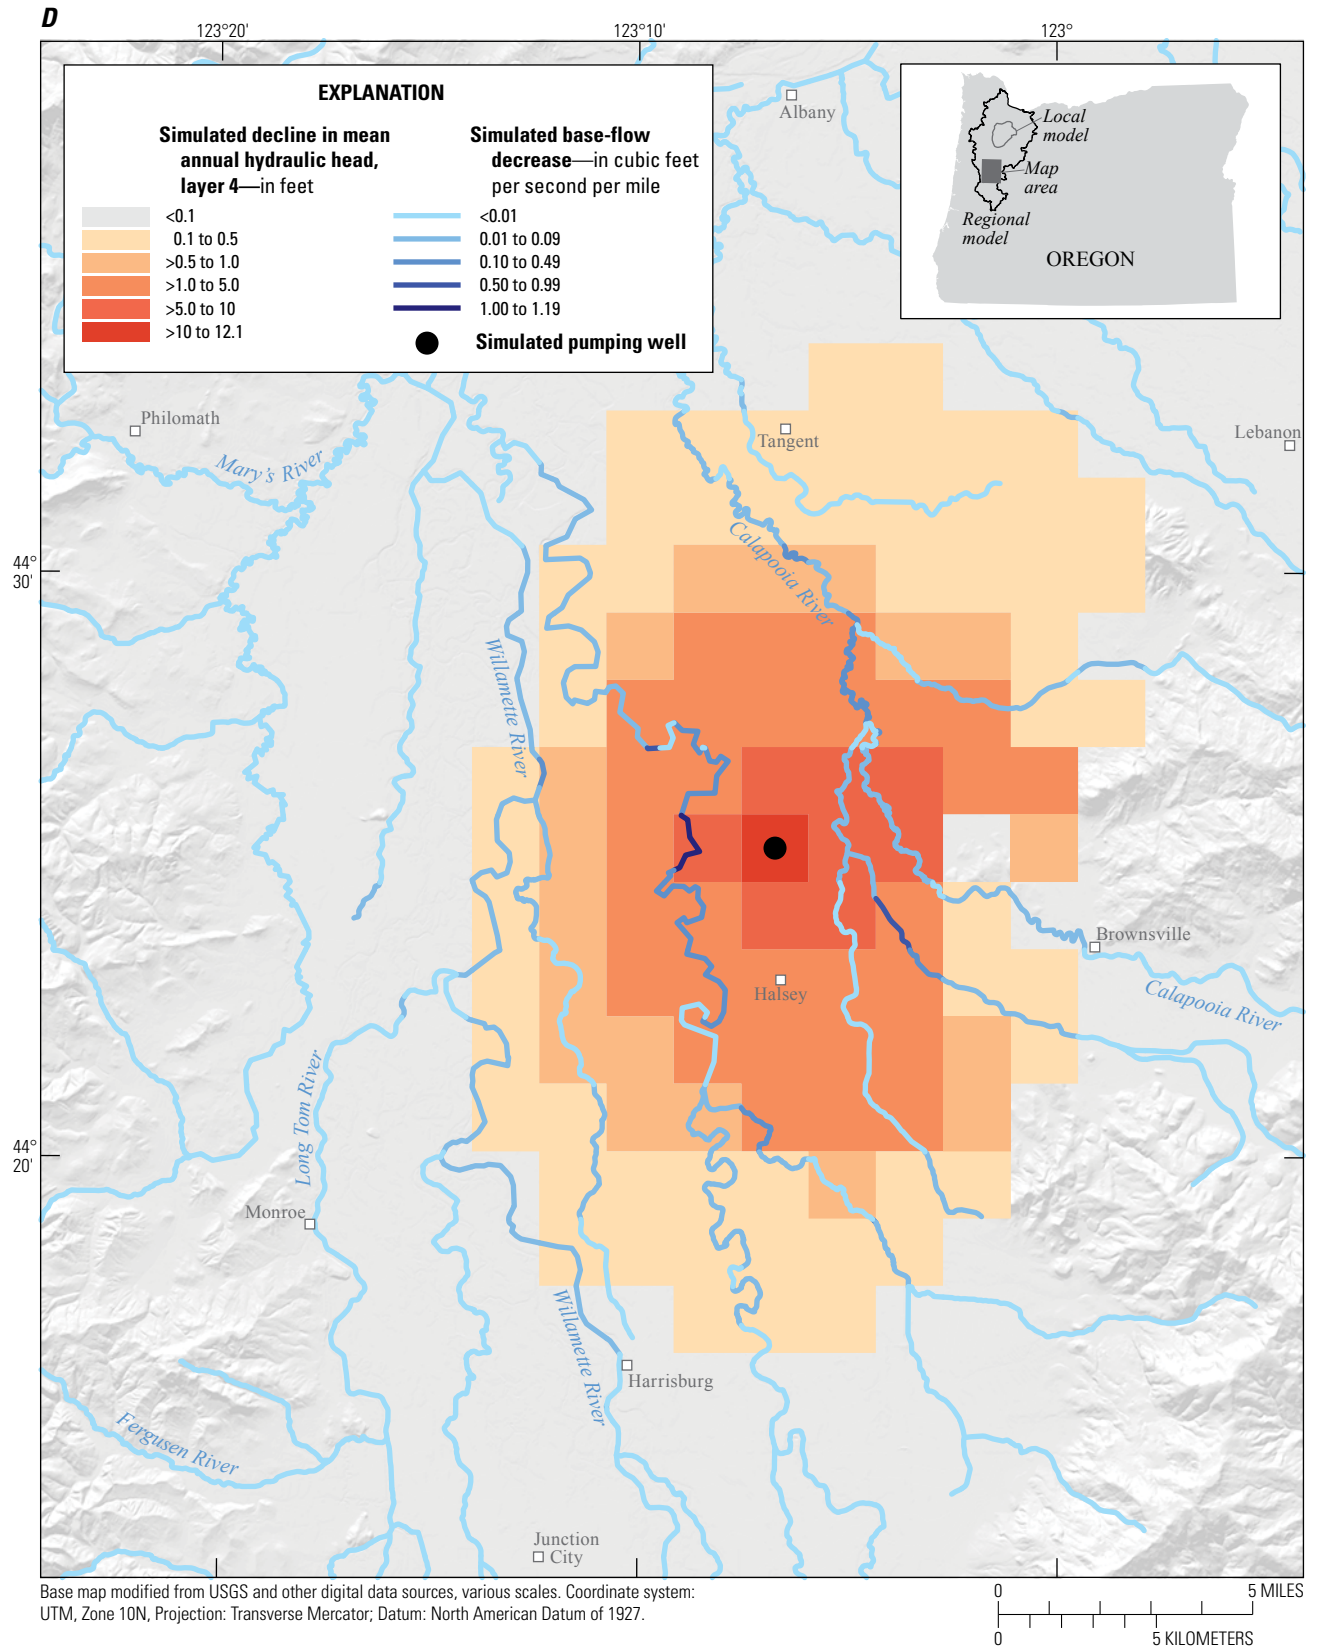 D
123°20'
123°10'
123°
EXPLANATION
Simulated decline in mean
annual hydraulic head,
layer 4—in feet
<0.1
0.1 to 0.5
>0.5 to 1.0
>1.0 to 5.0
>5.0 to 10
>10 to 12.1
Simulated base-flow
decrease—in cubic feet
per second per mile
<0.01
0.01 to 0.09
0.10 to 0.49
0.50 to 0.99
1.00 to 1.19
Simulated pumping well
Local
model
Map
area
Regional
model
OREGON
Albany
Philomath
Mary's River
Tangent
Lebanon
Calapooia River
44°
30'
Willamette River
Brownsville
Halsey
Calapooia River
Long Tom River
44°
20'
Monroe
Willamette River
Harrisburg
Fergusen River
Junction
City
Base map modified from USGS and other digital data sources, various scales. Coordinate system:
UTM, Zone 10N, Projection: Transverse Mercator; Datum: North American Datum of 1927.
0
5 MILES
0
5 KILOMETERS